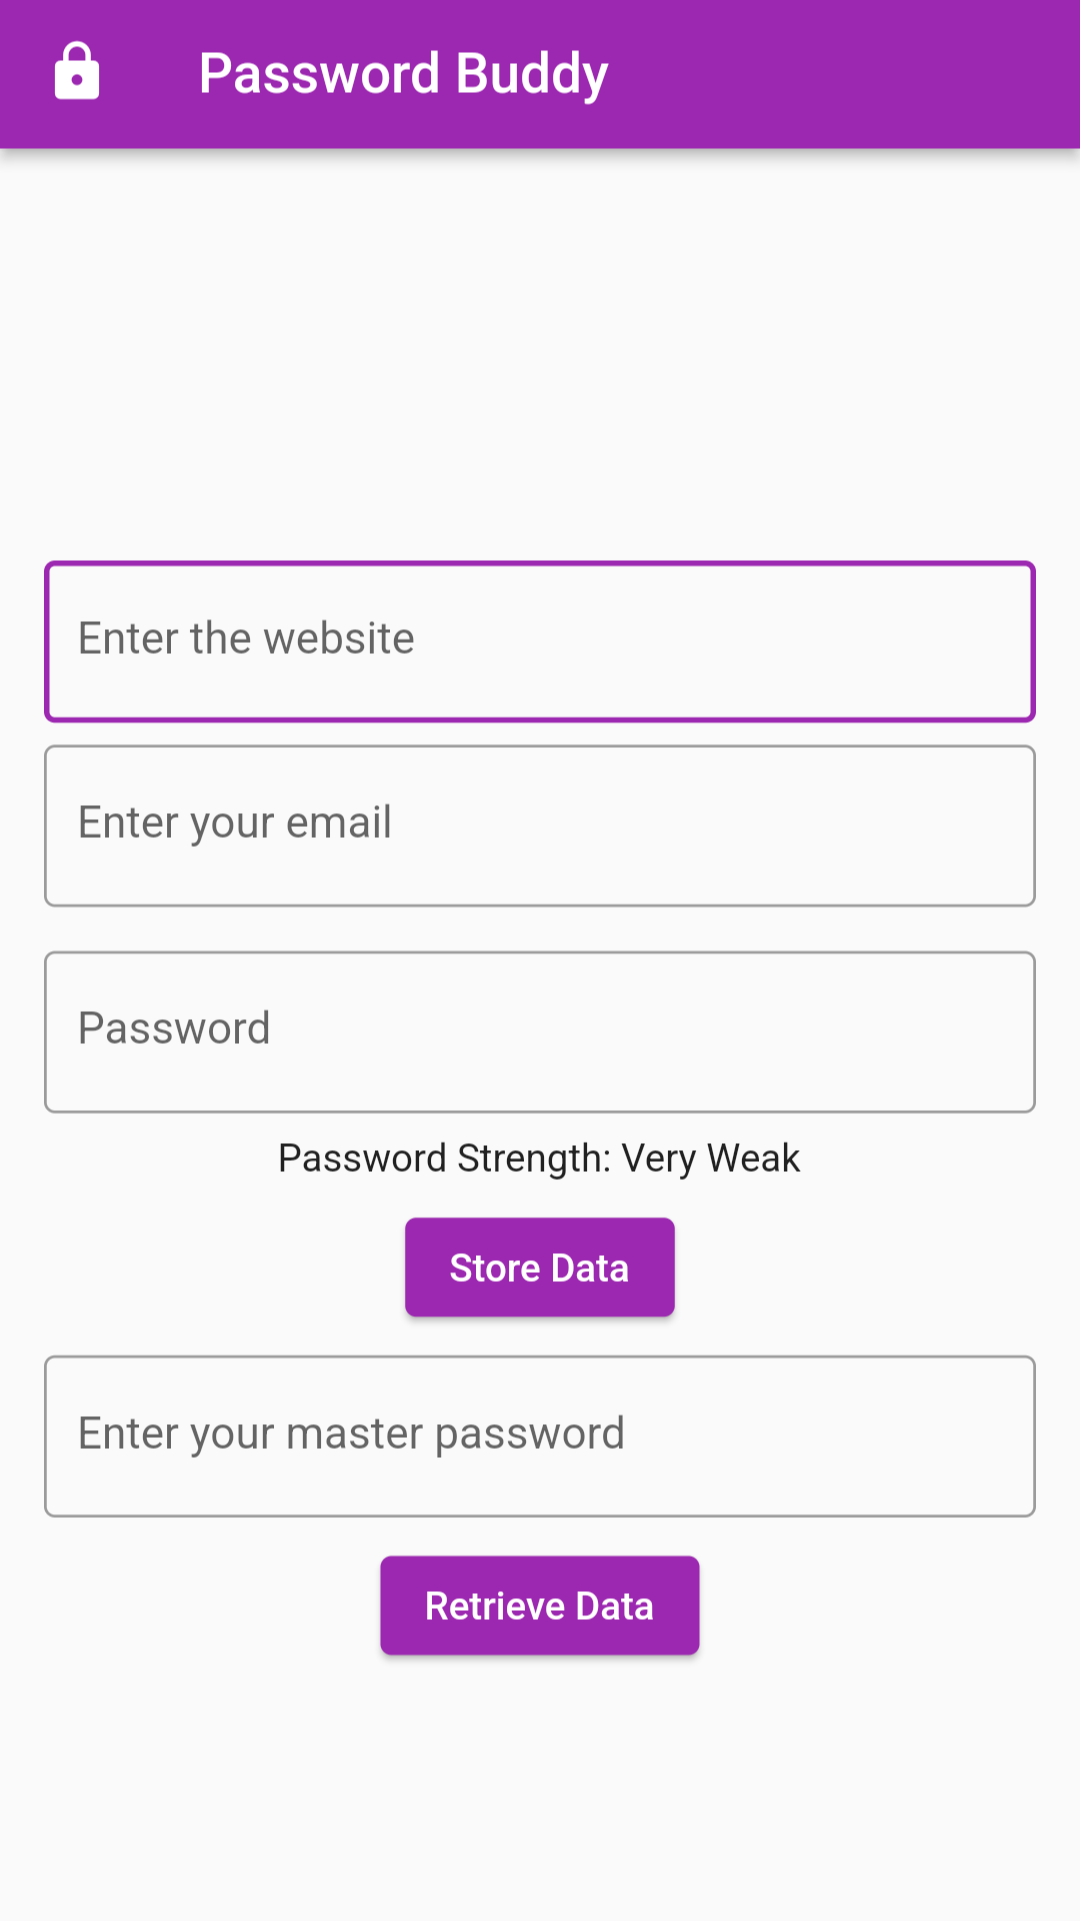 Password Buddy
Enter the website
Enter your email
Password
Password Strength: Very Weak
Store Data
Enter your master password
Retrieve Data